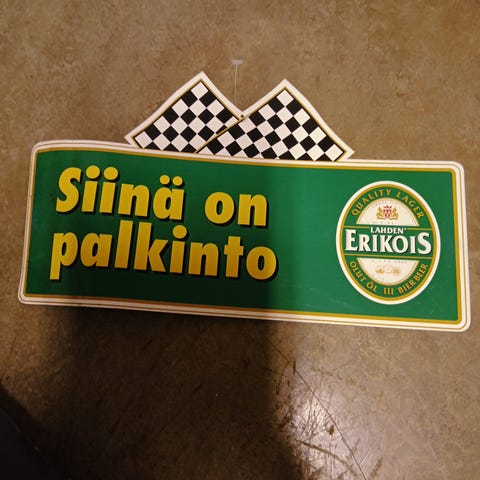 Siinä on
palkinto
QUALITY LAGER
LAHDEN'
ERIKOIS
OLUT ÖL III BIER BEER